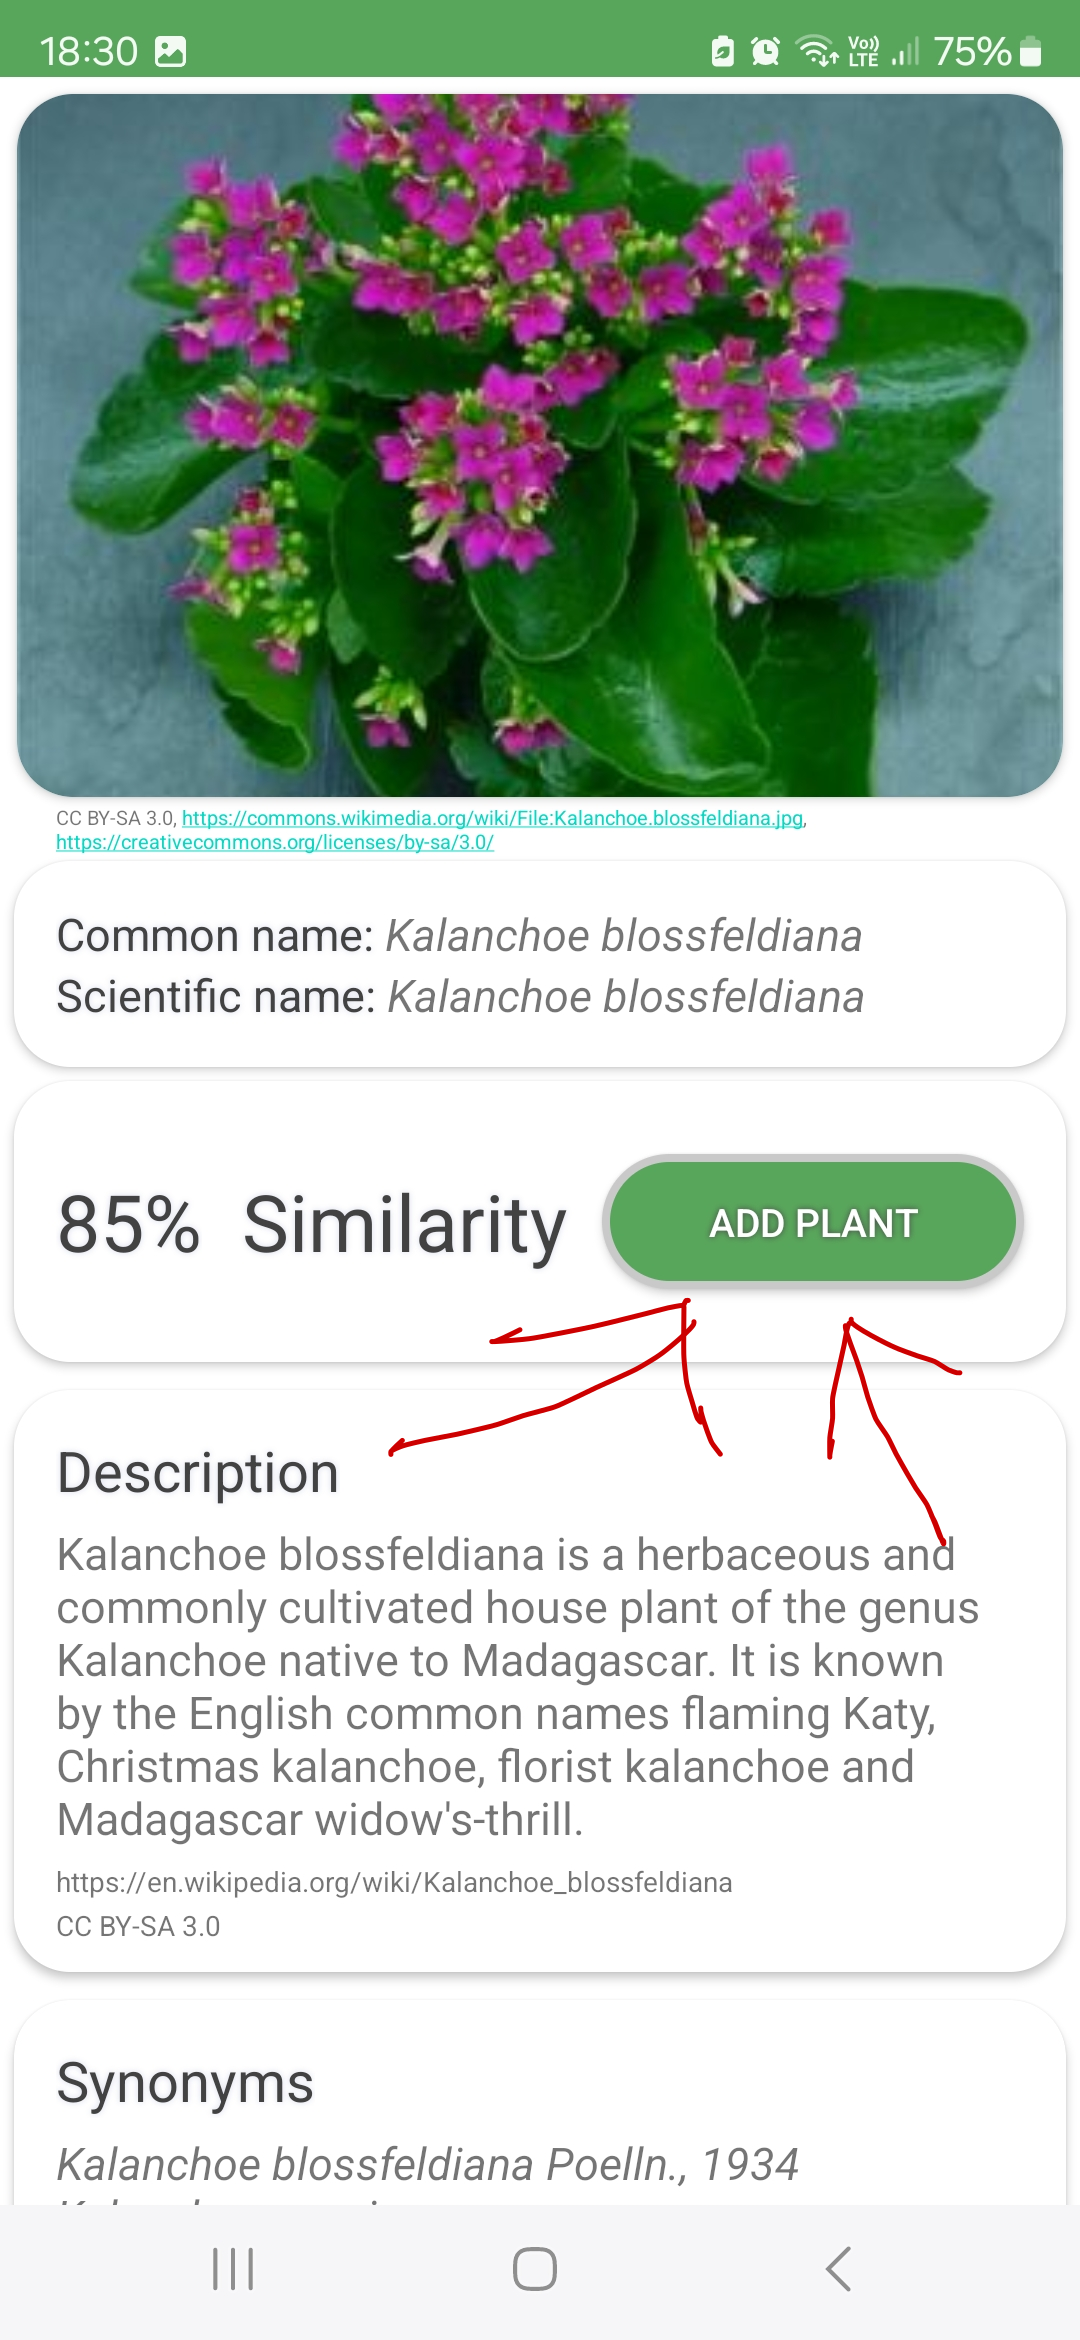 18:30
Vo)) LTE 75%
CC BY-SA 3.0, https://commons.wikimedia.org/wiki/File:Kalanchoe.blossfeldiana.jpg,
https://creativecommons.org/licenses/by-sa/3.0/
Common name: Kalanchoe blossfeldiana
Scientific name: Kalanchoe blossfeldiana
85% Similarity
ADD PLANT
Description
Kalanchoe blossfeldiana is a herbaceous and
commonly cultivated house plant of the genus
Kalanchoe native to Madagascar. It is known
by the English common names flaming Katy,
Christmas kalanchoe, florist kalanchoe and
Madagascar widow's-thrill.
https://en.wikipedia.org/wiki/Kalanchoe_blossfeldiana
CC BY-SA 3.0
Synonyms
Kalanchoe blossfeldiana Poelln., 1934